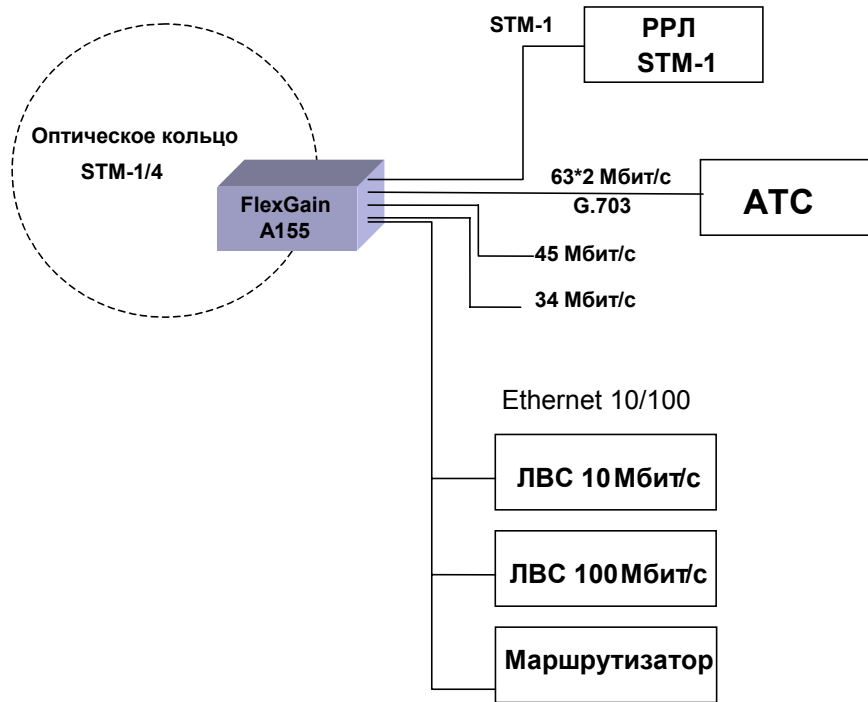 STM-1
РРЛ
STM-1
Оптическое кольцо
STM-1/4
FlexGain
A155
63*2 Мбит/с
G.703
АТС
45 Мбит/с
34 Мбит/с
Ethernet 10/100
ЛВС 10 Мбит/с
ЛВС 100 Мбит/с
Маршрутизатор